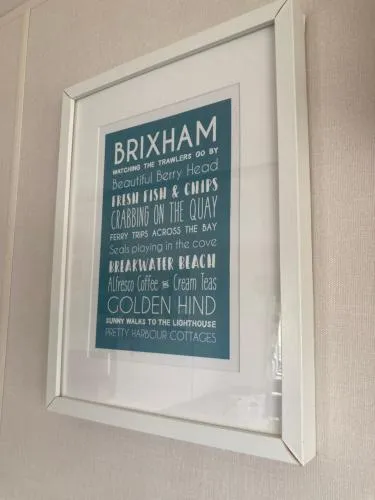 BRIXHAM
WATCHING THE TRAWLERS GO BY
Beautiful Berry Head
FRESH FISH & CHIPS
CRABBING ON THE QUAY
FERRY TRIPS ACROSS THE BAY
Seals playing in the cove
BREAKWATER BEACH
Alfresco Coffee and Cream Teas
GOLDEN HIND
SUNNY WALKS TO THE LIGHTHOUSE
PRETTY HARBOUR COTTAGES